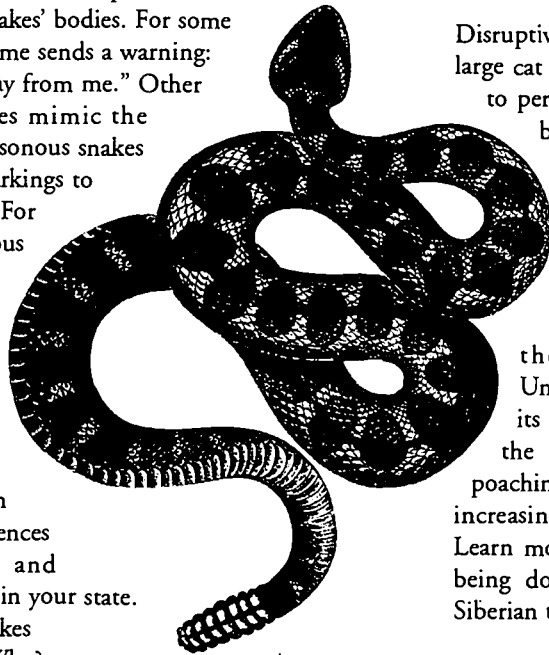 akes' bodies. For some
me sends a warning:
y from me." Other
es mimic the
sonous snakes
rkings to
For
ous
ences
and
in your state.
kes
Disruptiv
large cat
to per
b
the
Un
its
the
poachin
increasin
Learn mo
being do
Siberian t